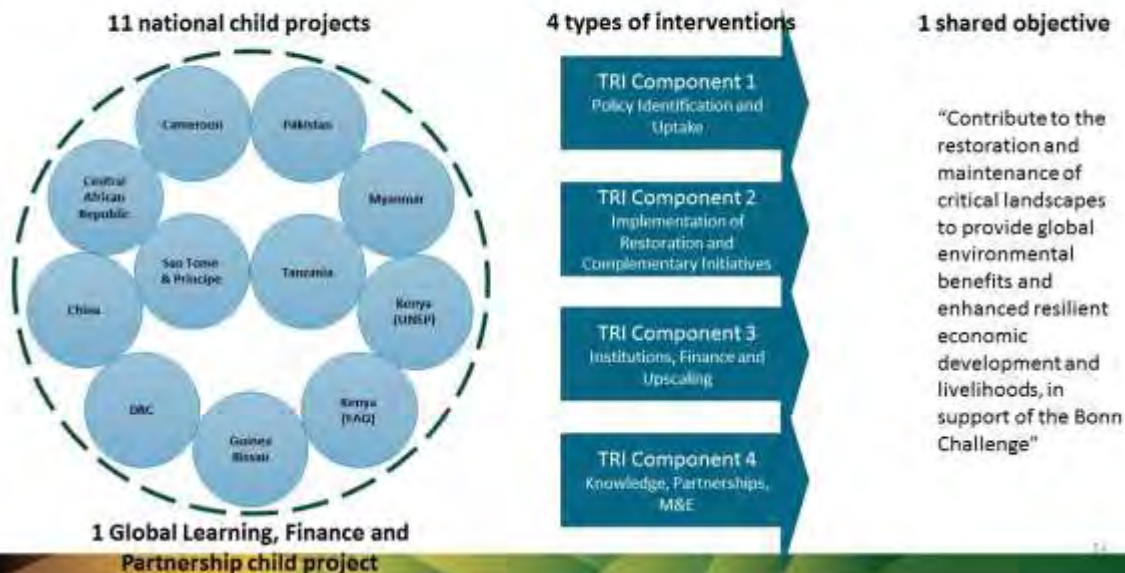 11 national child projects
4 types of interventions
1 shared objective
Cameroon
Pakistan
Central
African
Republic
Myanmar
Sao Tome
& Principe
Tanzania
China
Kenya
(UNEP)
DRC
Kenya
(FAO)
Guinea
Bissau
1 Global Learning, Finance and
Partnership child project
TRI Component 1
Policy Identification and
Uptake
TRI Component 2
Implementation of
Restoration and
Complementary Initiatives
TRI Component 3
Institutions, Finance and
Upscaling
TRI Component 4
Knowledge, Partnerships,
M&E
“Contribute to the
restoration and
maintenance of
critical landscapes
to provide global
environmental
benefits and
enhanced resilient
economic
development and
livelihoods, in
support of the Bonn
Challenge”